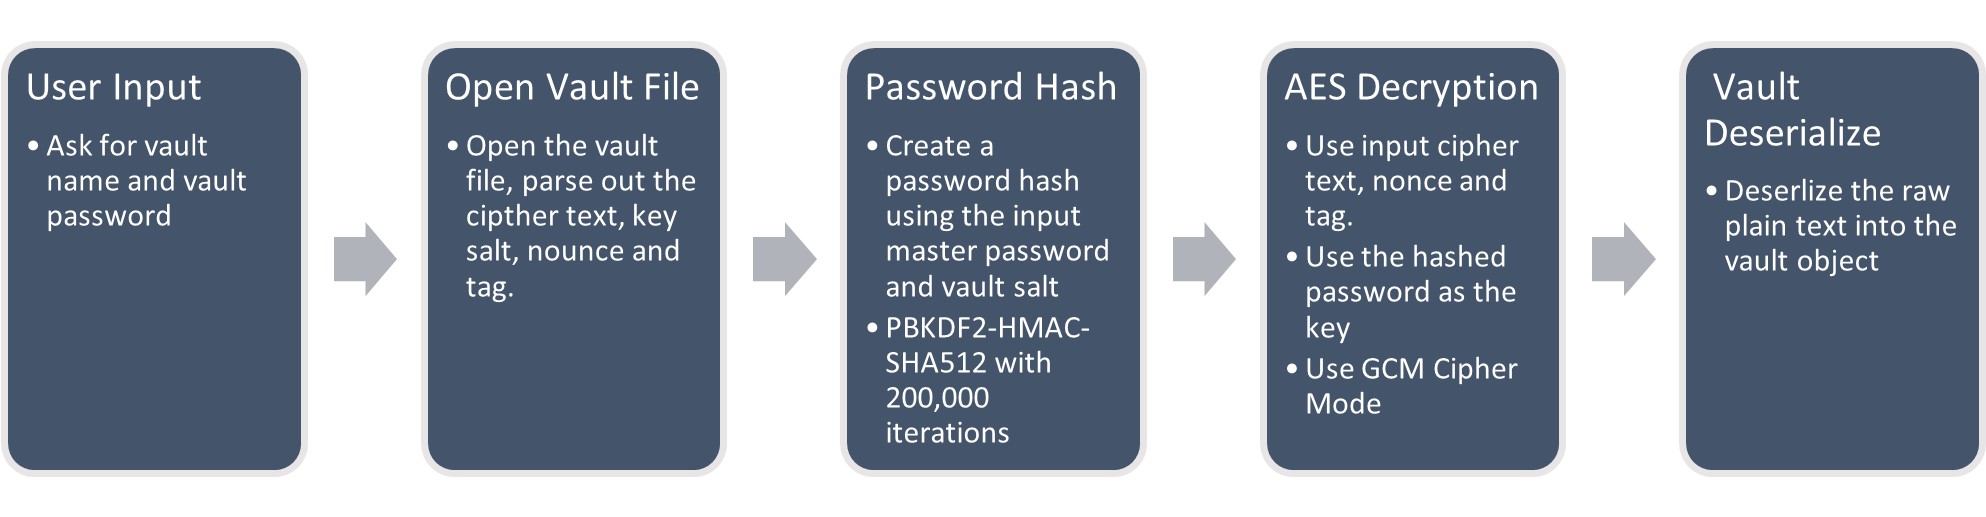 User Input
• Ask for vault
name and vault
password
Open Vault File
• Open the vault
file, parse out the
cipther text, key
salt, nounce and
tag.
Password Hash
• Create a
password hash
using the input
master password
and vault salt
• PBKDF2-HMAC-
SHA512 with
200,000
iterations
AES Decryption
• Use input cipher
text, nonce and
tag.
• Use the hashed
password as the
key
• Use GCM Cipher
Mode
Vault
Deserialize
• Deserlize the raw
plain text into the
vault object